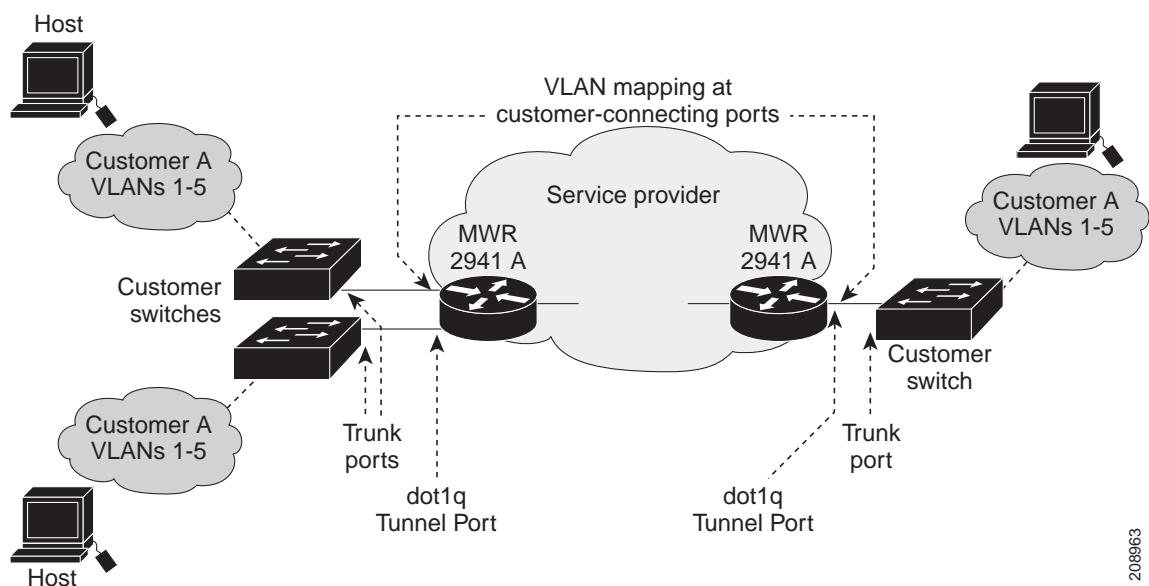 Host
VLAN mapping at
customer-connecting ports
Customer A
VLANs 1-5
Service provider
Customer A
VLANs 1-5
MWR
2941 A
MWR
2941 A
Customer
switches
Customer
switch
Customer A
VLANs 1-5
Trunk
ports
Trunk
port
dot1q
Tunnel Port
dot1q
Tunnel Port
Host
208963